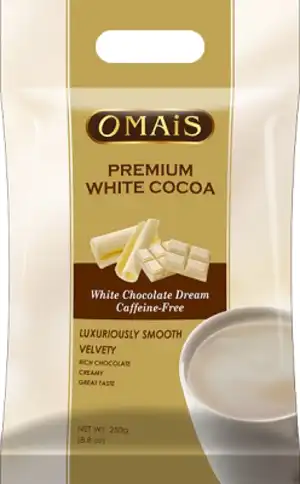 OMAiS
PREMIUM
WHITE COCOA
White Chocolate Dream
Caffeine-Free
LUXURIOUSLY SMOOTH
VELVETY
RICH CHOCOLATE
CREAMY
GREAT TASTE
NET WT. 250g
(8.8 oz)